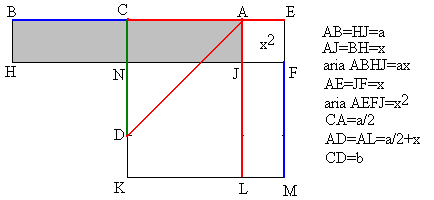 B C A E
x²
H N J F
D
K L M
AB=HJ=a
AJ=BH=x
aria ABHJ=ax
AE=JF=x
aria AEFJ=x²
CA=a/2
AD=AL=a/2+x
CD=b